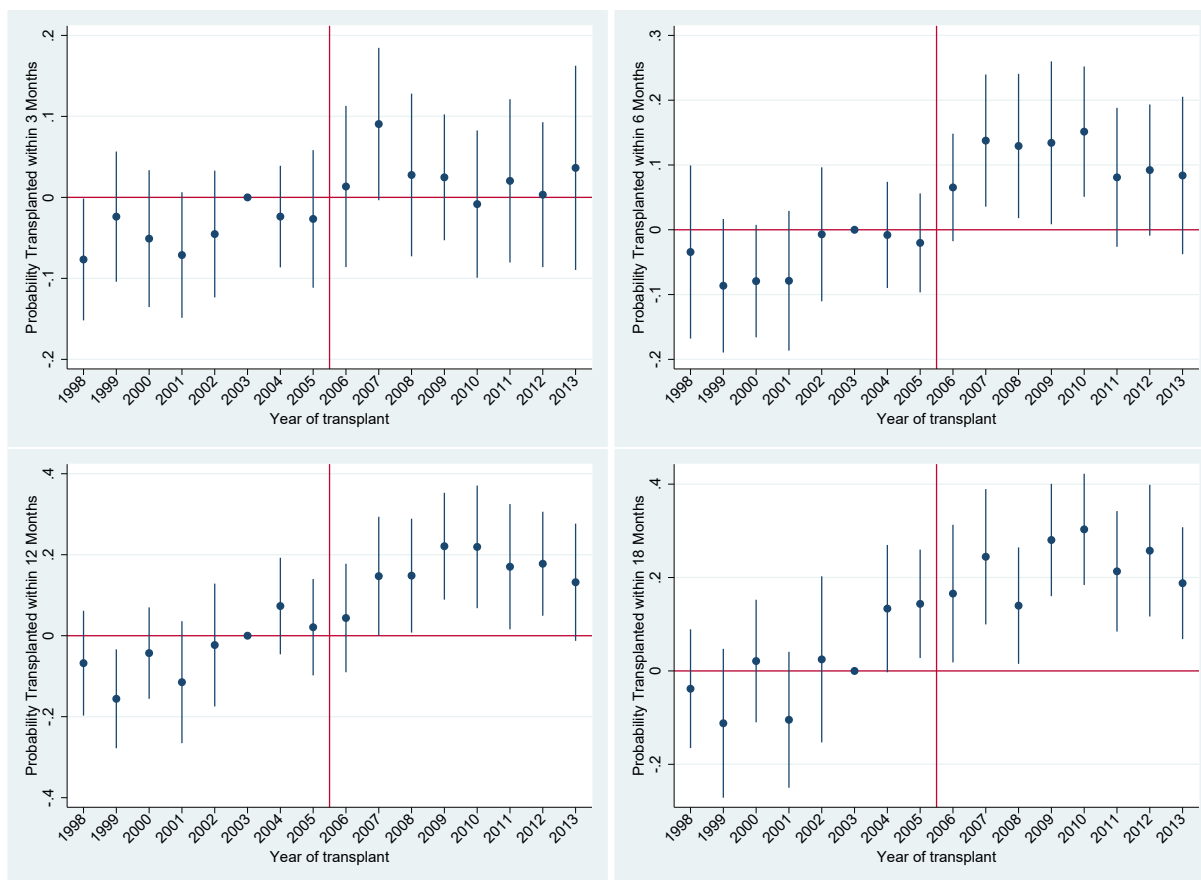 Probability Transplanted within 3 Months
.2
.1
0
-.1
-.2
1998 1999 2000 2001 2002 2003 2004 2005 2006 2007 2008 2009 2010 2011 2012 2013
Year of transplant
Probability Transplanted within 6 Months
.3
.2
.1
0
-.1
-.2
1998 1999 2000 2001 2002 2003 2004 2005 2006 2007 2008 2009 2010 2011 2012 2013
Year of transplant
Probability Transplanted within 12 Months
.4
.2
0
-.2
-.4
1998 1999 2000 2001 2002 2003 2004 2005 2006 2007 2008 2009 2010 2011 2012 2013
Year of transplant
Probability Transplanted within 18 Months
.4
.2
0
-.2
1998 1999 2000 2001 2002 2003 2004 2005 2006 2007 2008 2009 2010 2011 2012 2013
Year of transplant